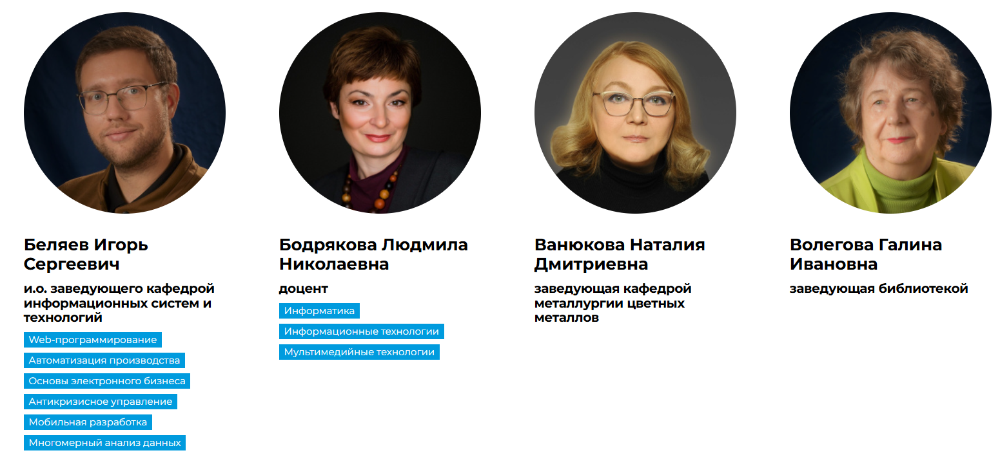 Беляев Игорь
Сергеевич
и.о. заведующего кафедрой
информационных систем и
технологий
Web-программирование
Автоматизация производства
Основы электронного бизнеса
Антикризисное управление
Мобильная разработка
Многомерный анализ данных
Бодрякова Людмила
Николаевна
доцент
Информатика
Информационные технологии
Мультимедийные технологии
Ванюкова Наталия
Дмитриевна
заведующая кафедрой
металлургии цветных
металлов
Волегова Галина
Ивановна
заведующая библиотекой